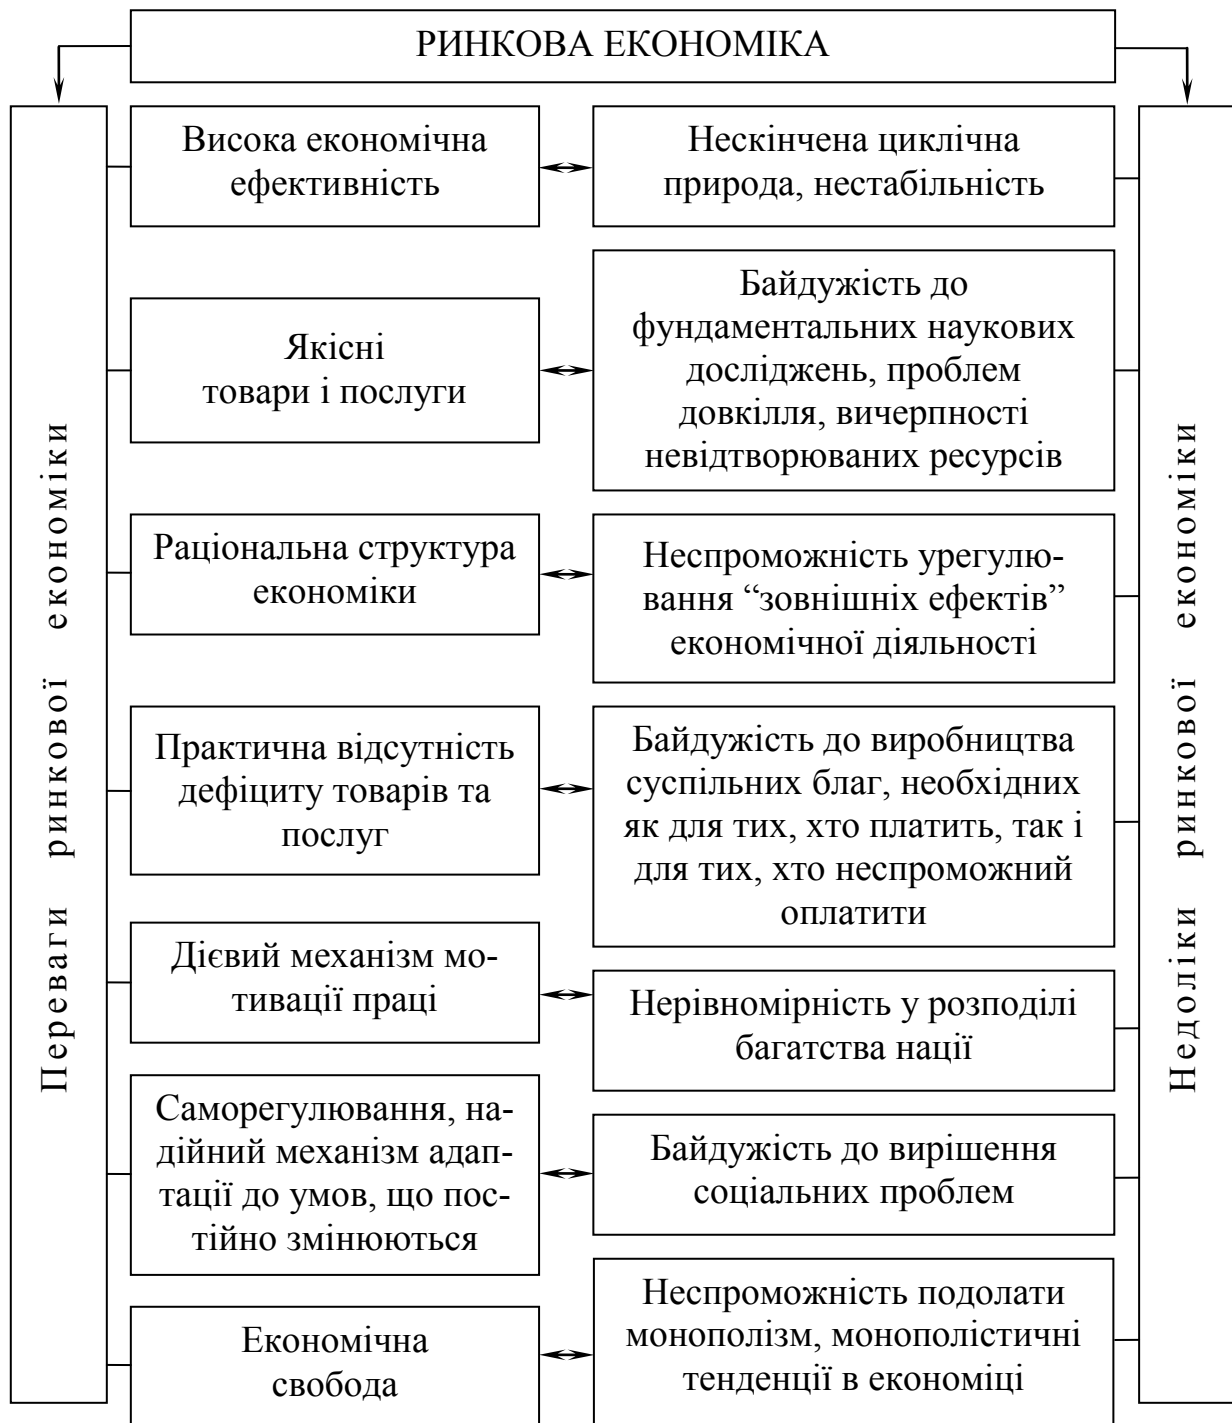 РИНКОВА ЕКОНОМІКА
Переваги ринкової економіки
Висока економічна
ефективність
Нескінчена циклічна
природа, нестабільність
Якісні
товари і послуги
Байдужість до
фундаментальних наукових
досліджень, проблем
довкілля, вичерпності
невідтворюваних ресурсів
Раціональна структура
економіки
Неспроможність урегулю-
вання “зовнішніх ефектів”
економічної діяльності
Практична відсутність
дефіциту товарів та
послуг
Байдужість до виробництва
суспільних благ, необхідних
як для тих, хто платить, так і
для тих, хто неспроможний
оплатити
Дієвий механізм мо-
тивації праці
Нерівномірність у розподілі
багатства нації
Саморегулювання, на-
дійний механізм адап-
тації до умов, що пос-
тійно змінюються
Байдужість до вирішення
соціальних проблем
Економічна
свобода
Неспроможність подолати
монополізм, монополістичні
тенденції в економіці
Недоліки ринкової економіки